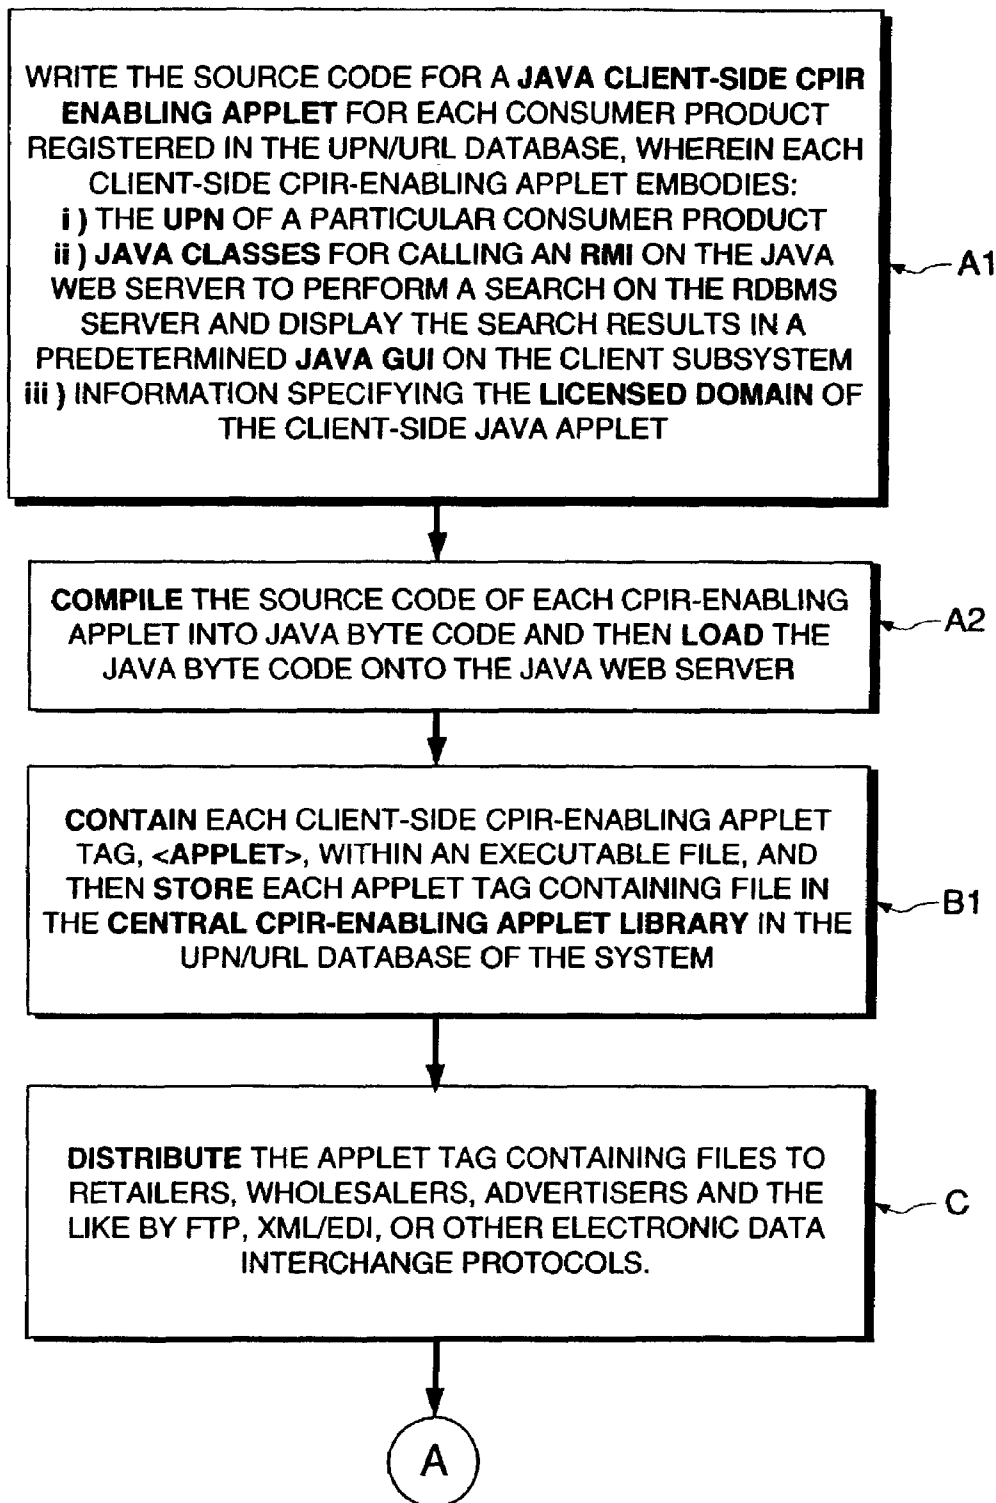 WRITE THE SOURCE CODE FOR A JAVA CLIENT-SIDE CPIR
ENABLING APPLET FOR EACH CONSUMER PRODUCT
REGISTERED IN THE UPN/URL DATABASE, WHEREIN EACH
CLIENT-SIDE CPIR-ENABLING APPLET EMBODIES:
i ) THE UPN OF A PARTICULAR CONSUMER PRODUCT
ii ) JAVA CLASSES FOR CALLING AN RMI ON THE JAVA
WEB SERVER TO PERFORM A SEARCH ON THE RDBMS
SERVER AND DISPLAY THE SEARCH RESULTS IN A
PREDETERMINED JAVA GUI ON THE CLIENT SUBSYSTEM
iii ) INFORMATION SPECIFYING THE LICENSED DOMAIN OF
THE CLIENT-SIDE JAVA APPLET
A1
COMPILE THE SOURCE CODE OF EACH CPIR-ENABLING
APPLET INTO JAVA BYTE CODE AND THEN LOAD THE
JAVA BYTE CODE ONTO THE JAVA WEB SERVER
A2
CONTAIN EACH CLIENT-SIDE CPIR-ENABLING APPLET
TAG, <APPLET>, WITHIN AN EXECUTABLE FILE, AND
THEN STORE EACH APPLET TAG CONTAINING FILE IN
THE CENTRAL CPIR-ENABLING APPLET LIBRARY IN THE
UPN/URL DATABASE OF THE SYSTEM
B1
DISTRIBUTE THE APPLET TAG CONTAINING FILES TO
RETAILERS, WHOLESALERS, ADVERTISERS AND THE
LIKE BY FTP, XML/EDI, OR OTHER ELECTRONIC DATA
INTERCHANGE PROTOCOLS.
C
A